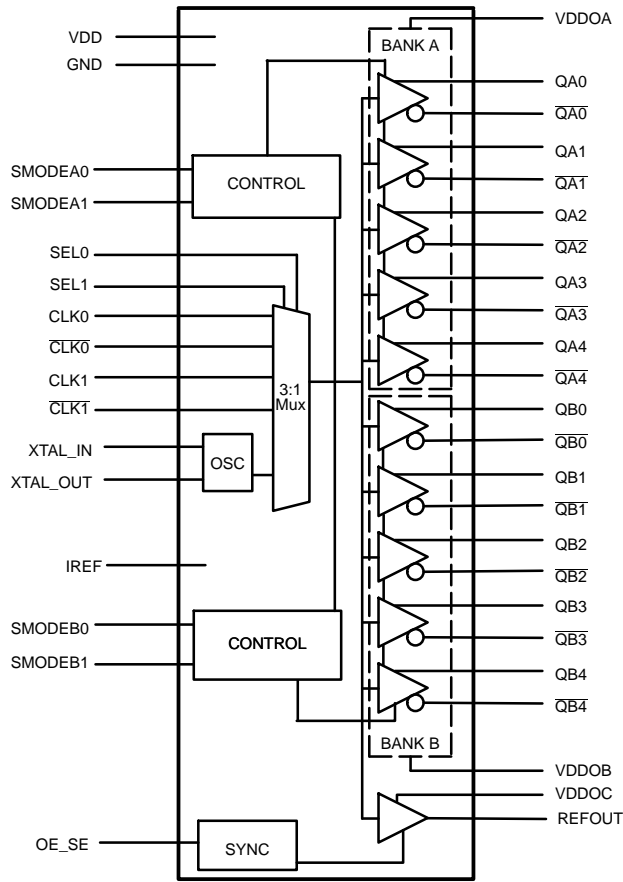 VDD
GND
SMODEA0
SMODEA1
SEL0
SEL1
CLK0
CLK0
CLK1
CLK1
XTAL_IN
XTAL_OUT
IREF
SMODEB0
SMODEB1
OE_SE
CONTROL
3:1
Mux
OSC
CONTROL
SYNC
BANK A
BANK B
VDDOA
QA0
QA0
QA1
QA1
QA2
QA2
QA3
QA3
QA4
QA4
QB0
QB0
QB1
QB1
QB2
QB2
QB3
QB3
QB4
QB4
VDDOB
VDDOC
REFOUT